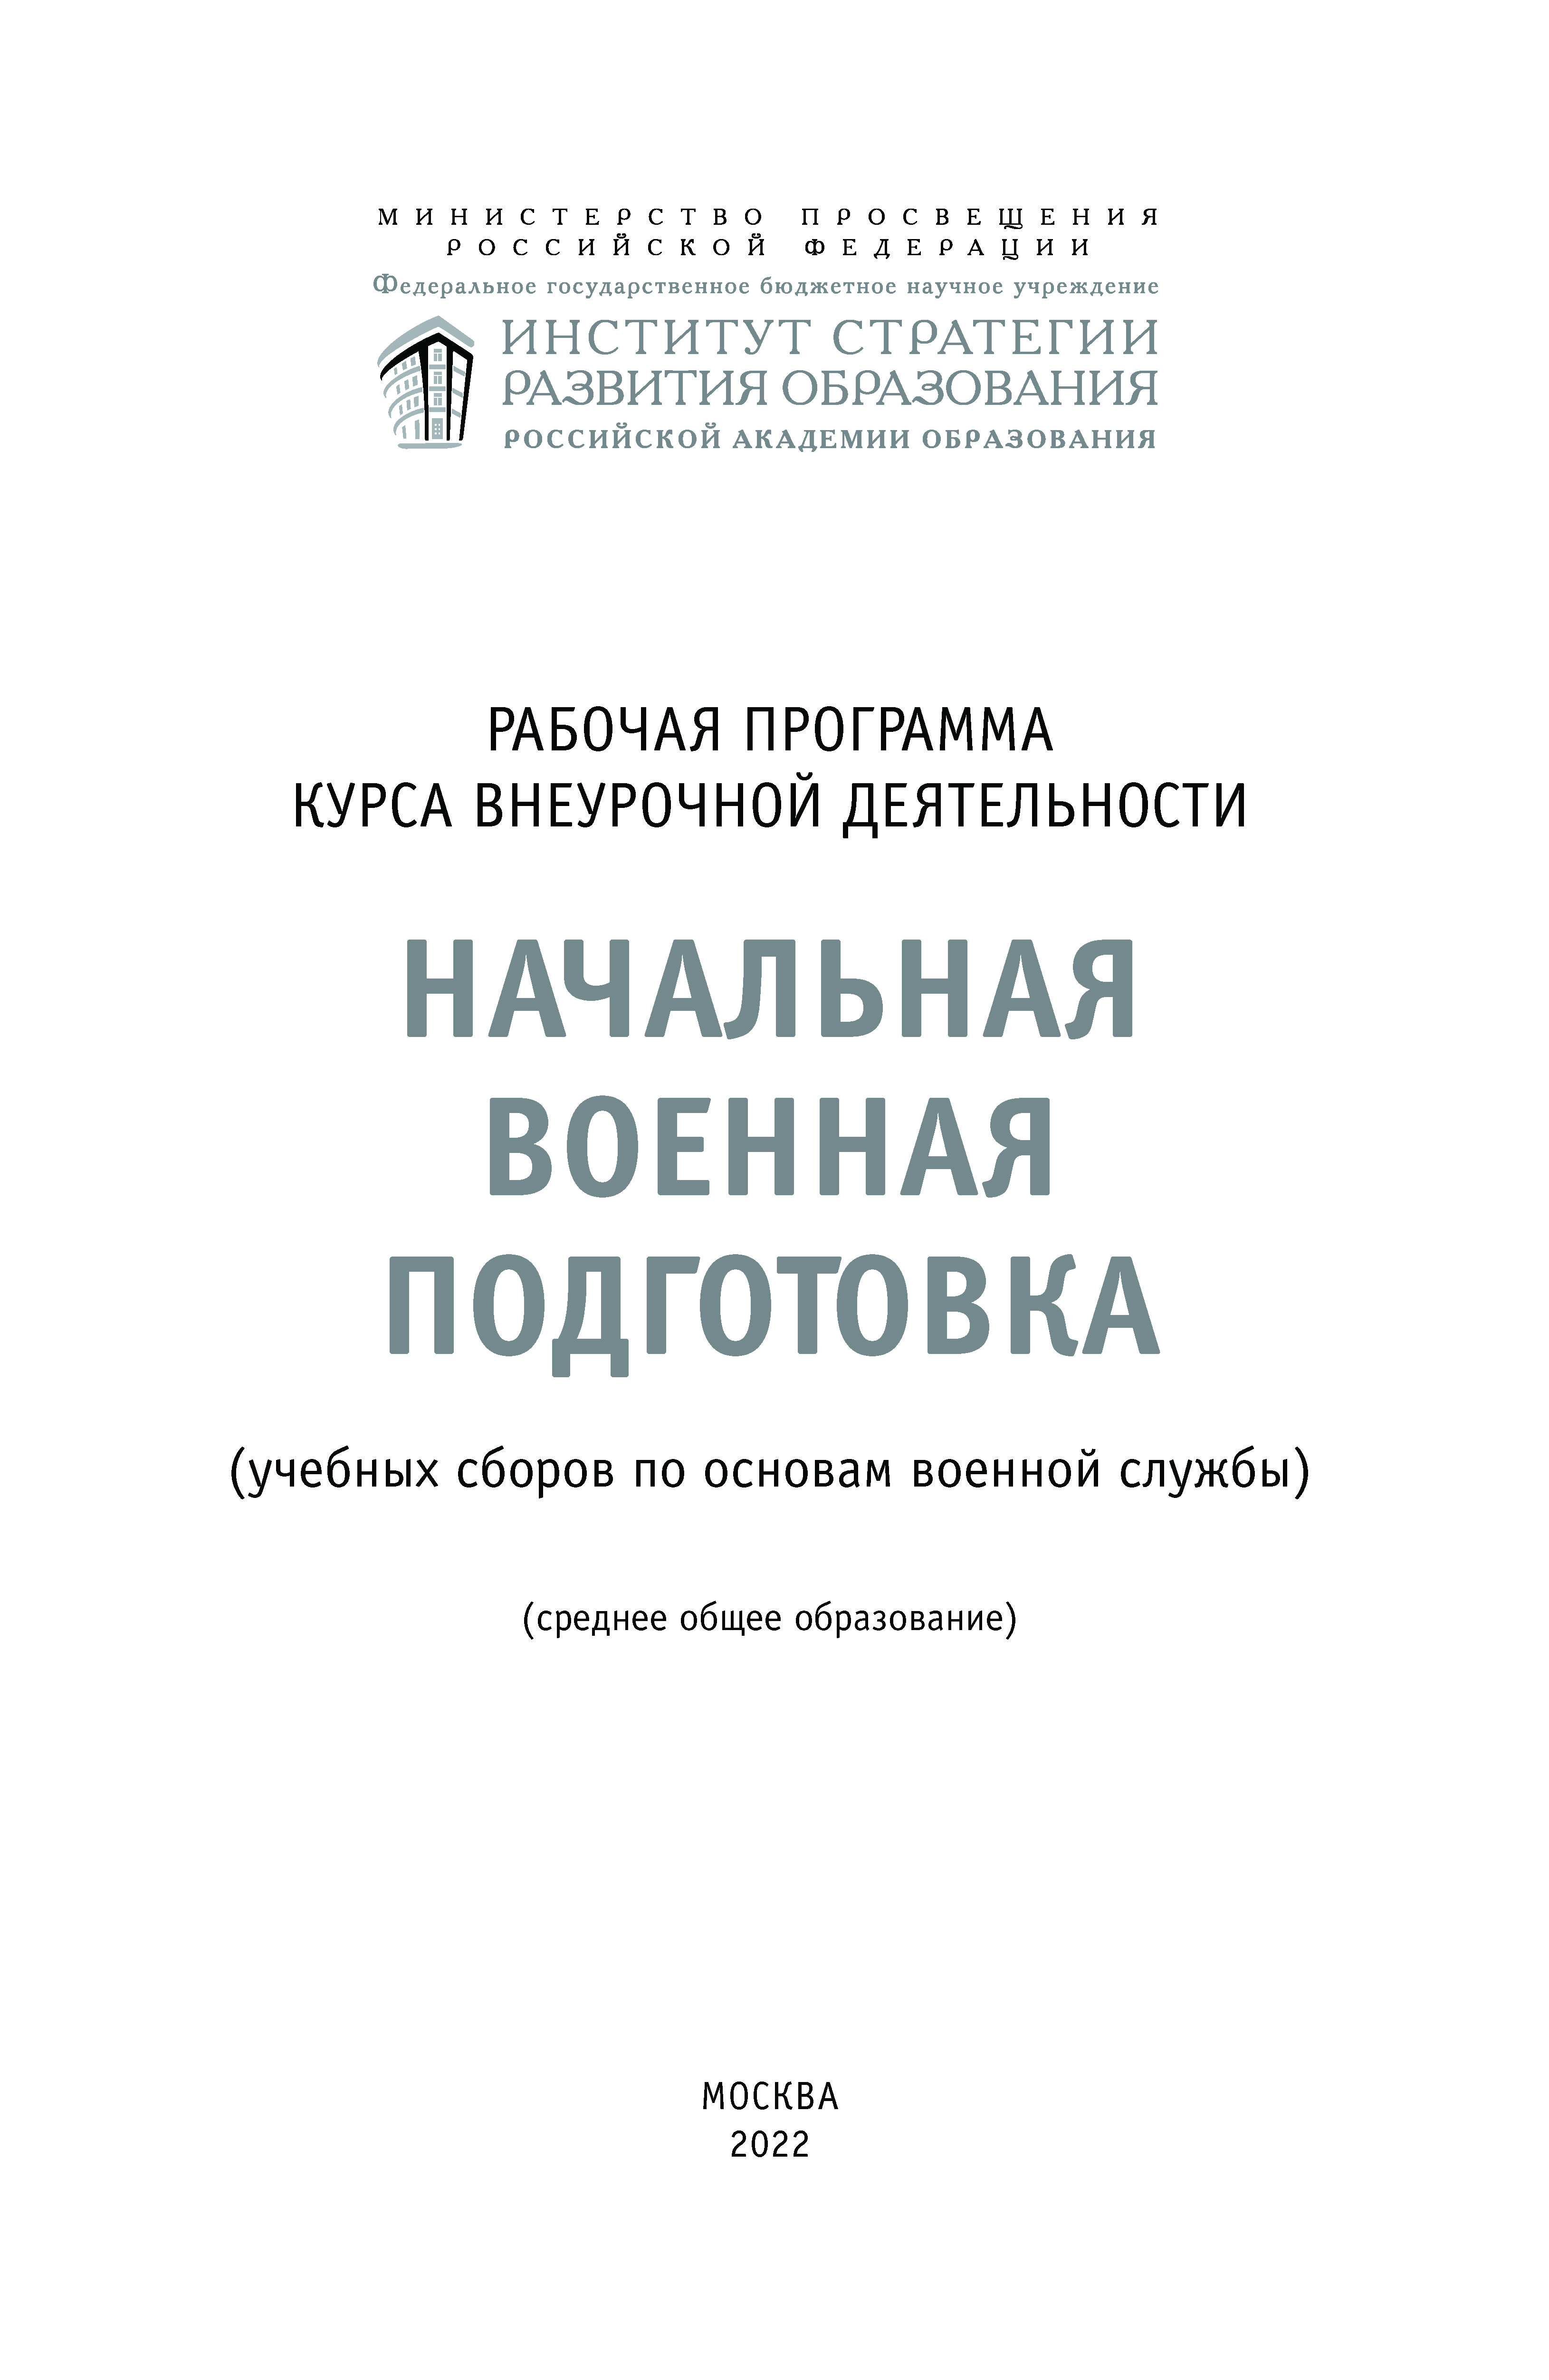 МИНИСТЕРСТВО ПРОСВЕЩЕНИЯ
РОССИЙСКОЙ ФЕДЕРАЦИИ
Федеральное государственное бюджетное научное учреждение
ИНСТИТУТ СТРАТЕГИИ
РАЗВИТИЯ ОБРАЗОВАНИЯ
РОССИЙСКОЙ АКАДЕМИИ ОБРАЗОВАНИЯ
РАБОЧАЯ ПРОГРАММА
КУРСА ВНЕУРОЧНОЙ ДЕЯТЕЛЬНОСТИ
НАЧАЛЬНАЯ
ВОЕННАЯ
ПОДГОТОВКА
(учебных сборов по основам военной службы)
(среднее общее образование)
МОСКВА
2022